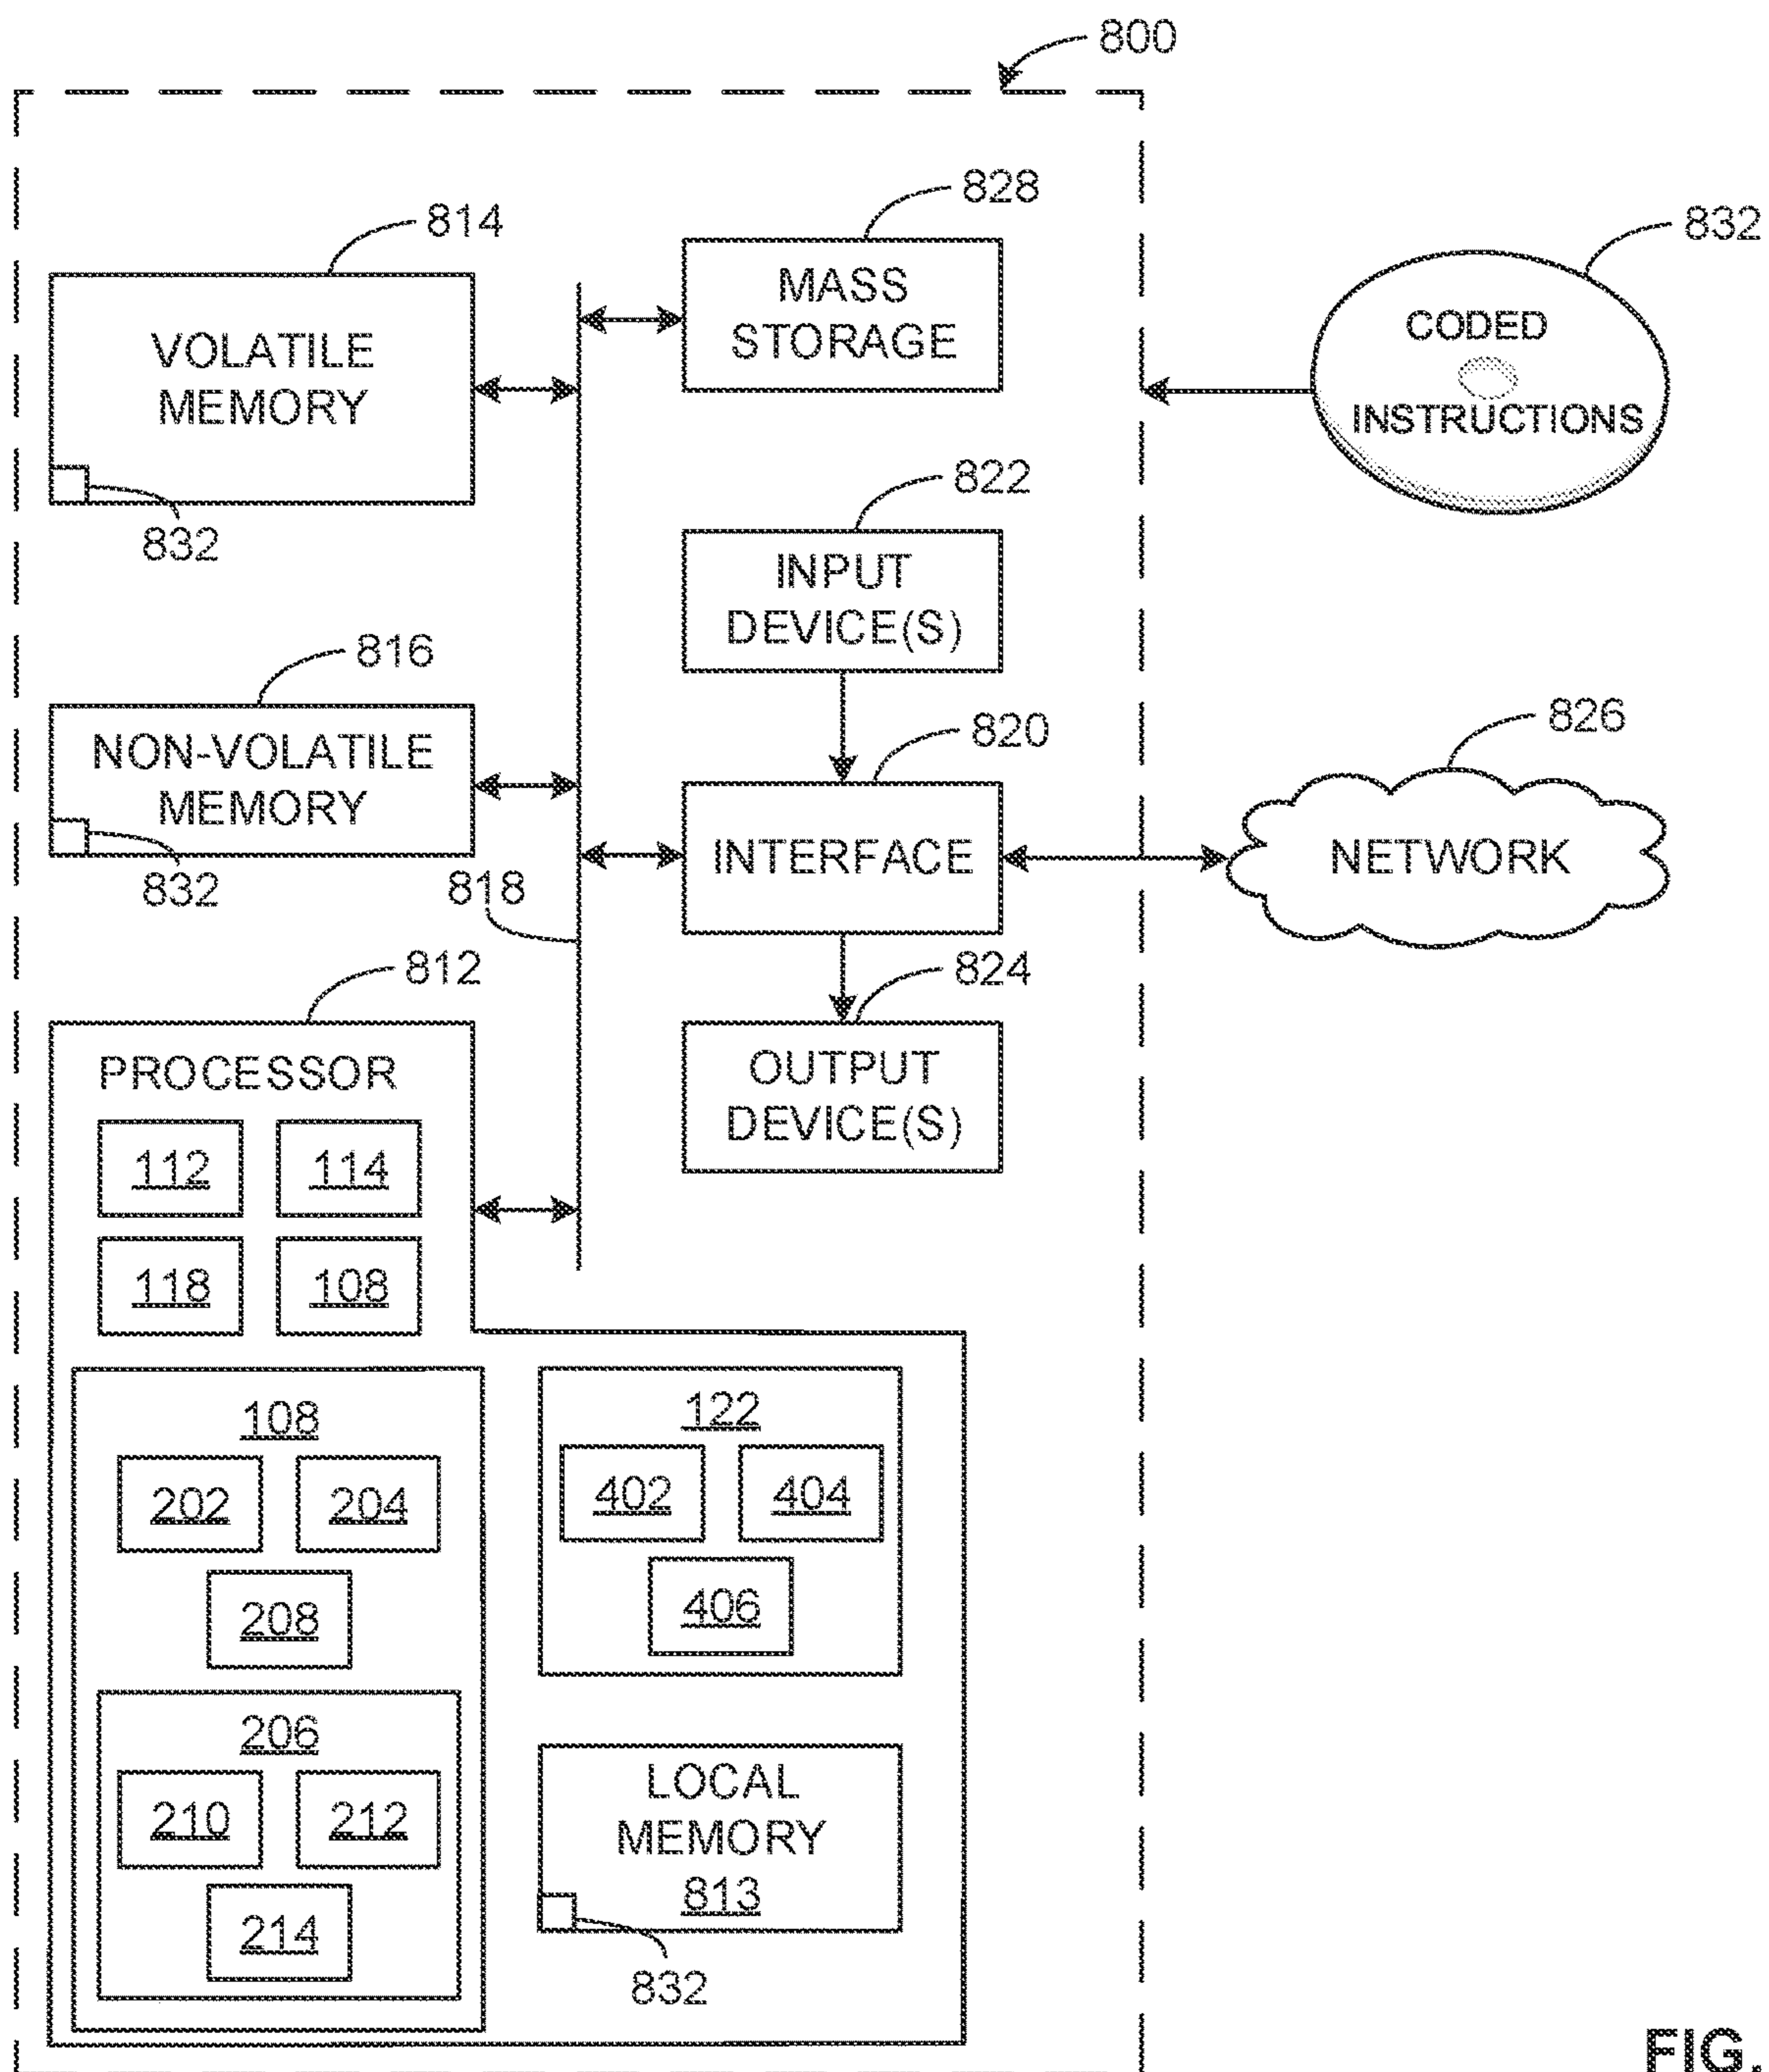 800
828
814
832
MASS
STORAGE
VOLATILE
MEMORY
CODED
INSTRUCTIONS
832
822
INPUT
DEVICE(S)
816
820
826
NON-VOLATILE
MEMORY
INTERFACE
NETWORK
832
818
812
824
PROCESSOR
OUTPUT
DEVICE(S)
112
114
118
108
108
122
202
204
402
404
208
406
206
210
212
LOCAL
MEMORY
813
214
832
FIG.